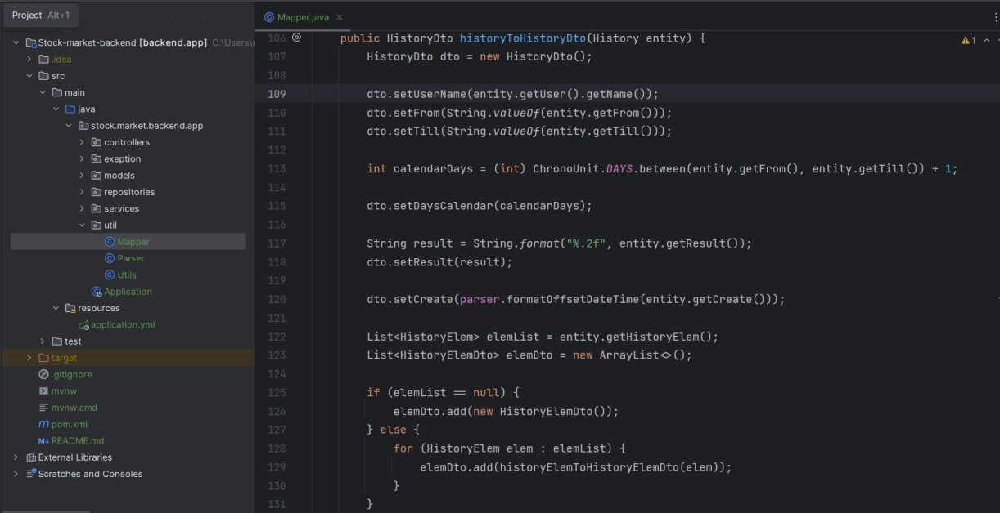 Project Alt+1
Mapper.java
Stock-market-backend [backend.app] C:\Users\
.idea
src
main
java
stock.market.backend.app
controllers
exeption
models
repositories
services
util
Mapper
Parser
Utils
Application
resources
application.yml
test
target
.gitignore
mvnw
mvnw.cmd
pom.xml
README.md
External Libraries
Scratches and Consoles
1
106 @ public HistoryDto historyToHistoryDto(History entity) {
107 HistoryDto dto = new HistoryDto();
108
109 dto.setUserName(entity.getUser().getName());
110 dto.setFrom(String.valueOf(entity.getFrom()));
111 dto.setTill(String.valueOf(entity.getTill()));
112
113 int calendarDays = (int) ChronoUnit.DAYS.between(entity.getFrom(), entity.getTill()) + 1;
114
115 dto.setDaysCalendar(calendarDays);
116
117 String result = String.format("%.2f", entity.getResult());
118 dto.setResult(result);
119
120 dto.setCreate(parser.formatOffsetDateTime(entity.getCreate()));
121
122 List<HistoryElem> elemList = entity.getHistoryElem();
123 List<HistoryElemDto> elemDto = new ArrayList<>();
124
125 if (elemList == null) {
126 elemDto.add(new HistoryElemDto());
127 } else {
128 for (HistoryElem elem : elemList) {
129 elemDto.add(historyElemToHistoryElemDto(elem));
130 }
131 }